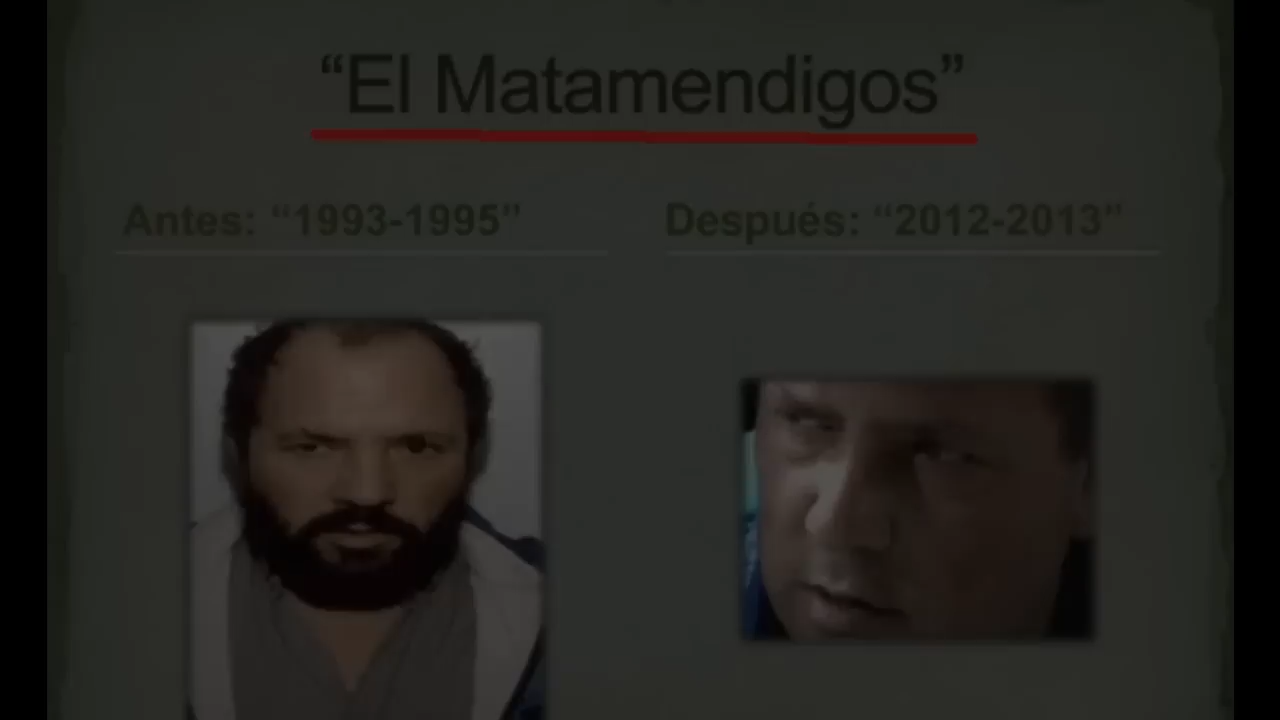 “El Matamendigos”
Antes: “1993-1995”
Después: “2012-2013”